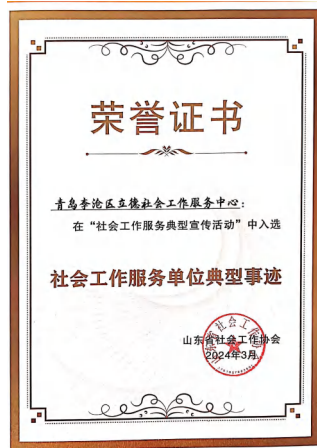 荣誉证书
青岛李沧区立德社会工作服务中心：
在“社会工作服务典型宣传活动”中入选
社会工作服务单位典型事迹
山东省社会工作协会
2024年3月